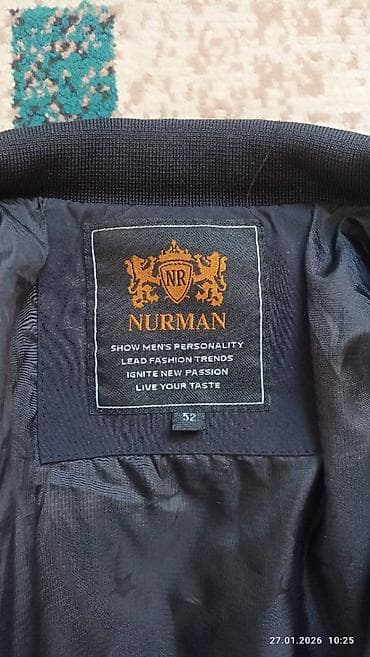 NR
NURMAN
SHOW MEN'S PERSONALITY
LEAD FASHION TRENDS
IGNITE NEW PASSION
LIVE YOUR TASTE
52
27.01.2026 10:25